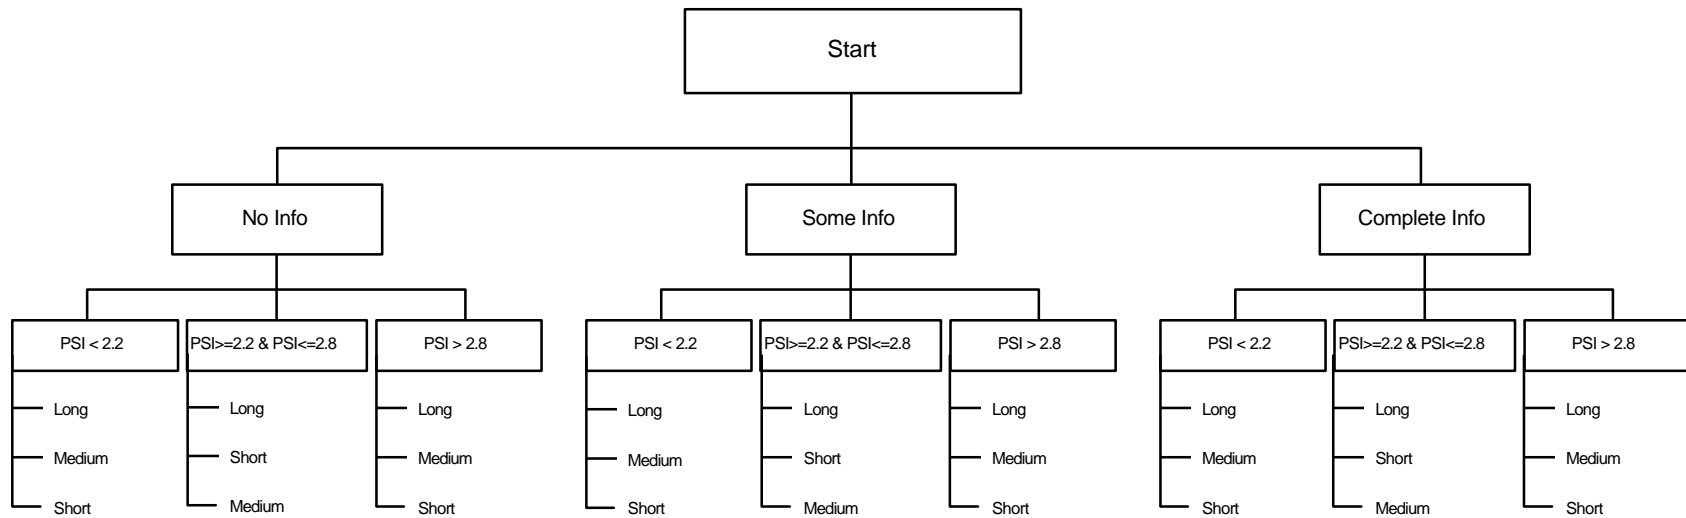 Start
No Info
Some Info
Complete Info
PSI < 2.2
PSI>=2.2 & PSI<=2.8
PSI > 2.8
PSI < 2.2
PSI>=2.2 & PSI<=2.8
PSI > 2.8
PSI < 2.2
PSI>=2.2 & PSI<=2.8
PSI > 2.8
Long
Medium
Short
Long
Short
Medium
Long
Medium
Short
Long
Medium
Short
Long
Short
Medium
Long
Medium
Short
Long
Medium
Short
Long
Short
Medium
Long
Medium
Short